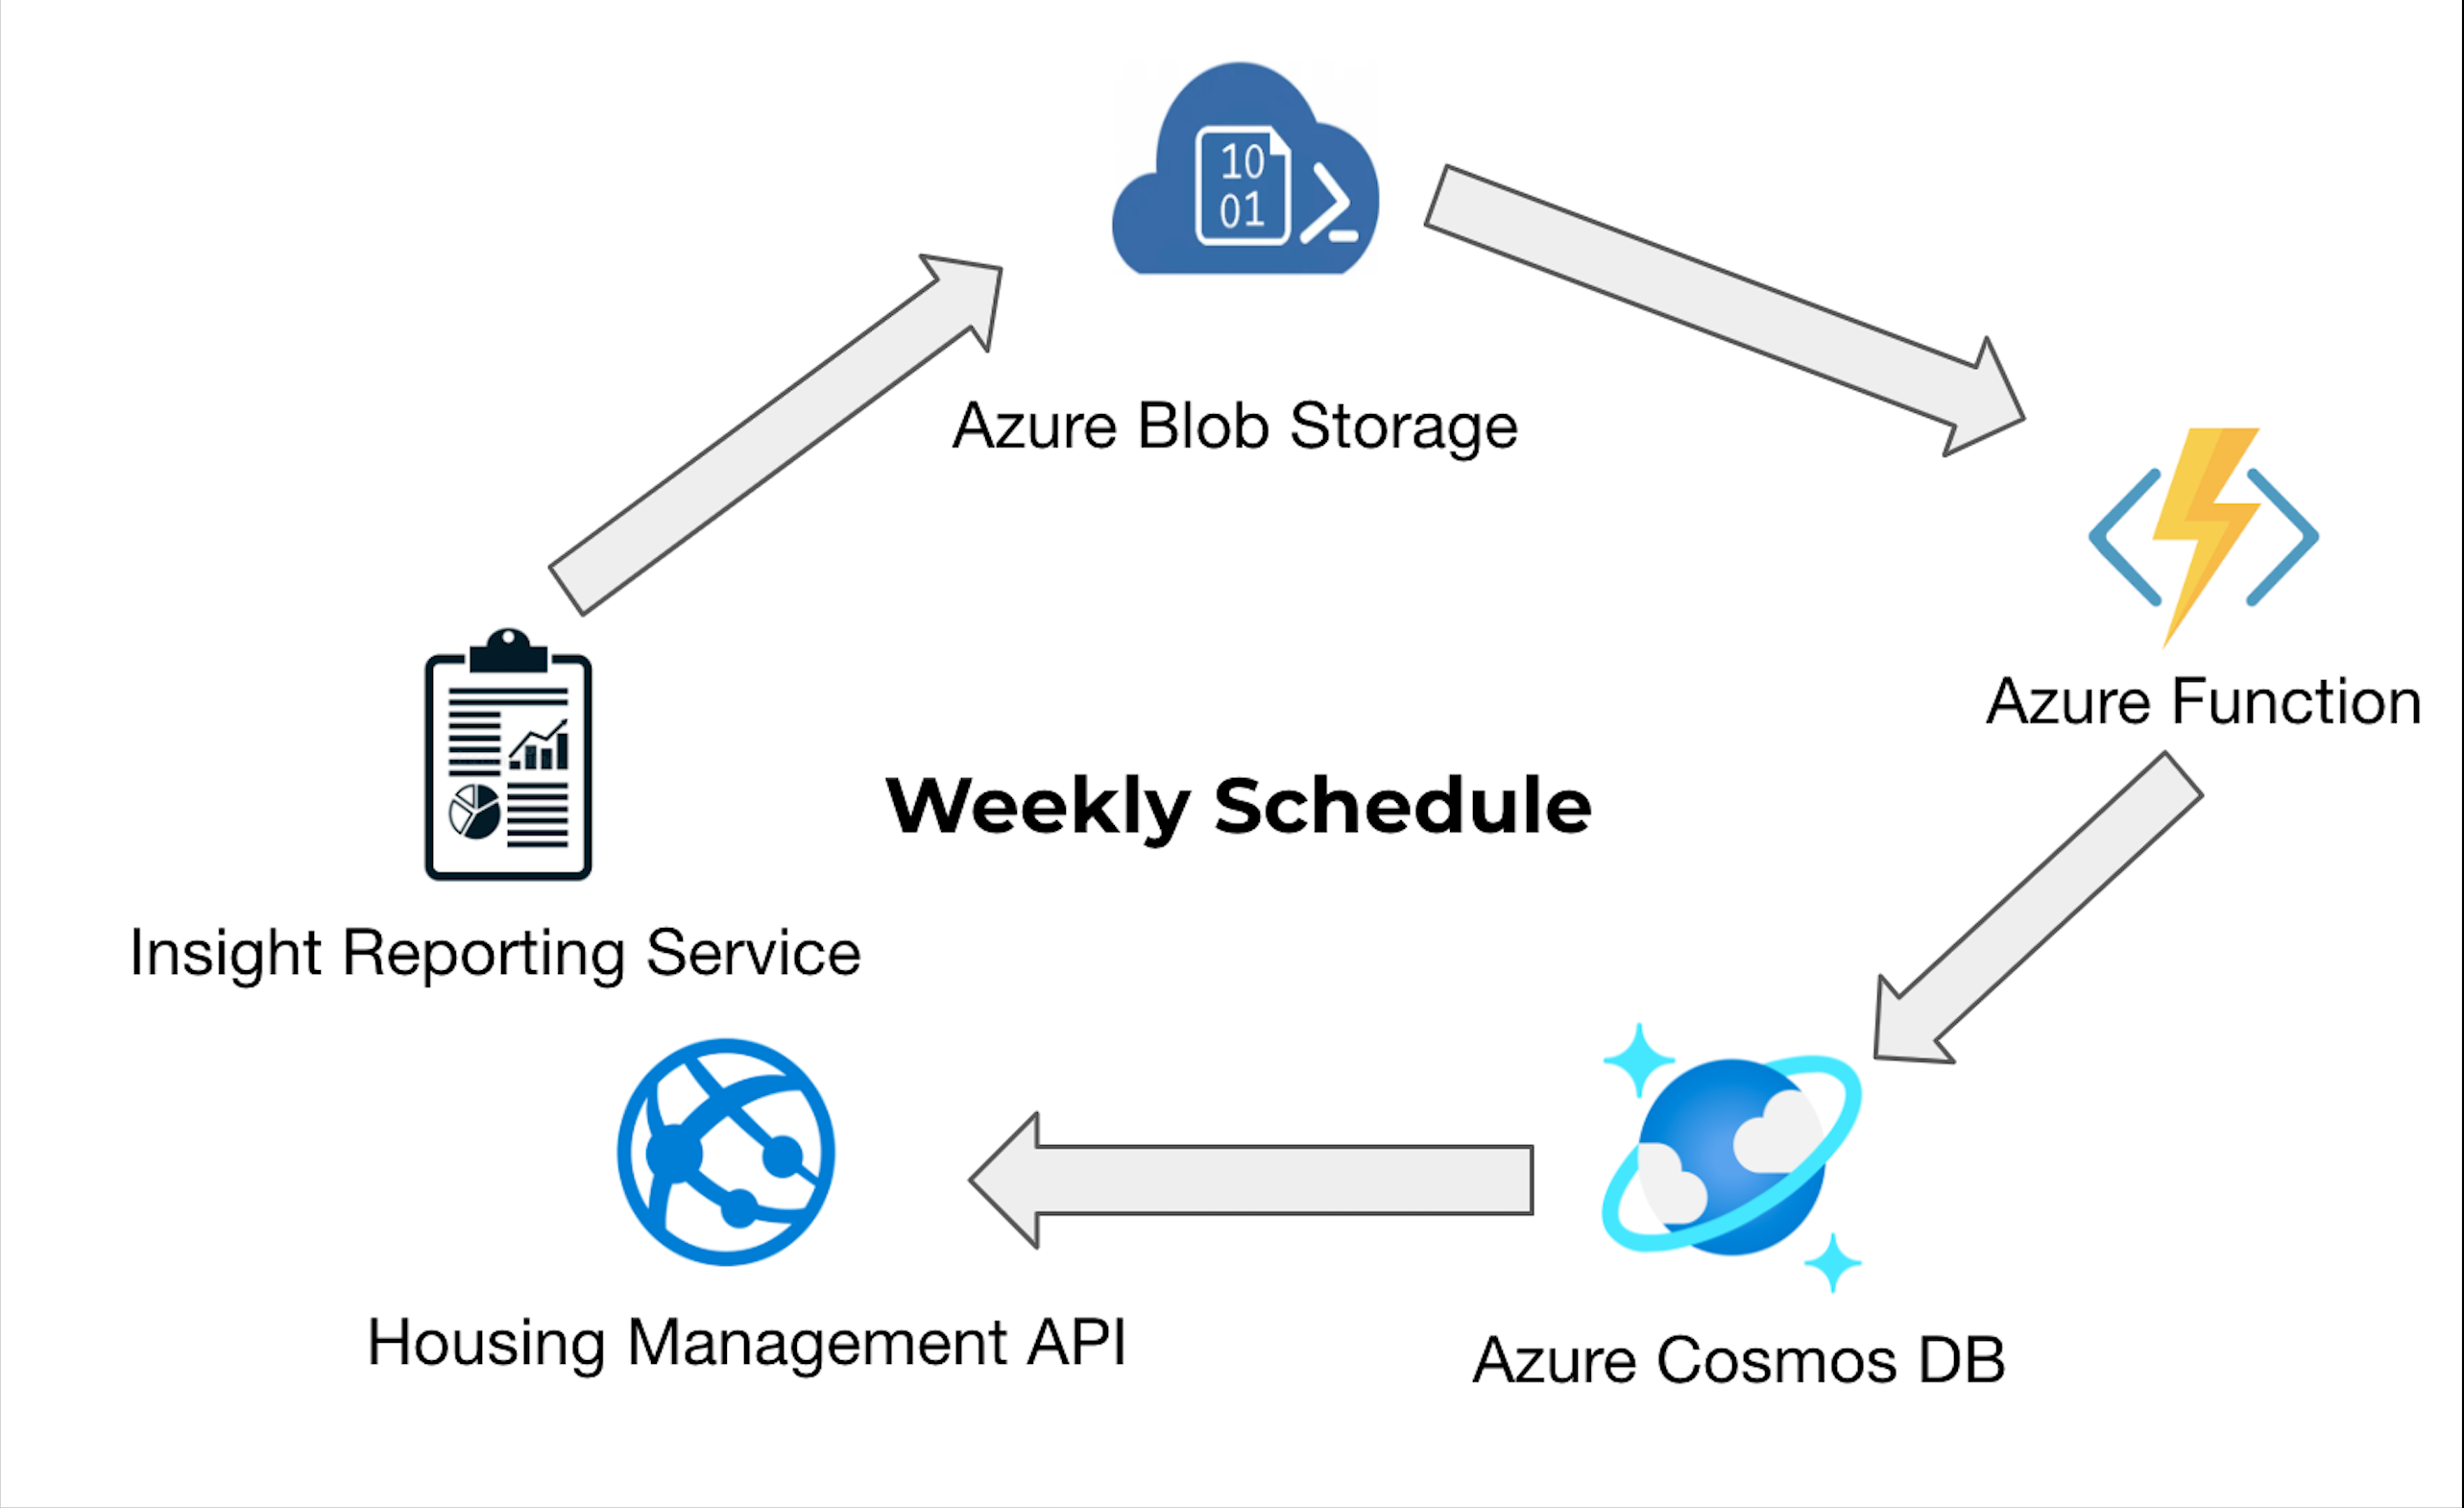 10
01
Azure Blob Storage
Azure Function
Weekly Schedule
Insight Reporting Service
Housing Management API
Azure Cosmos DB